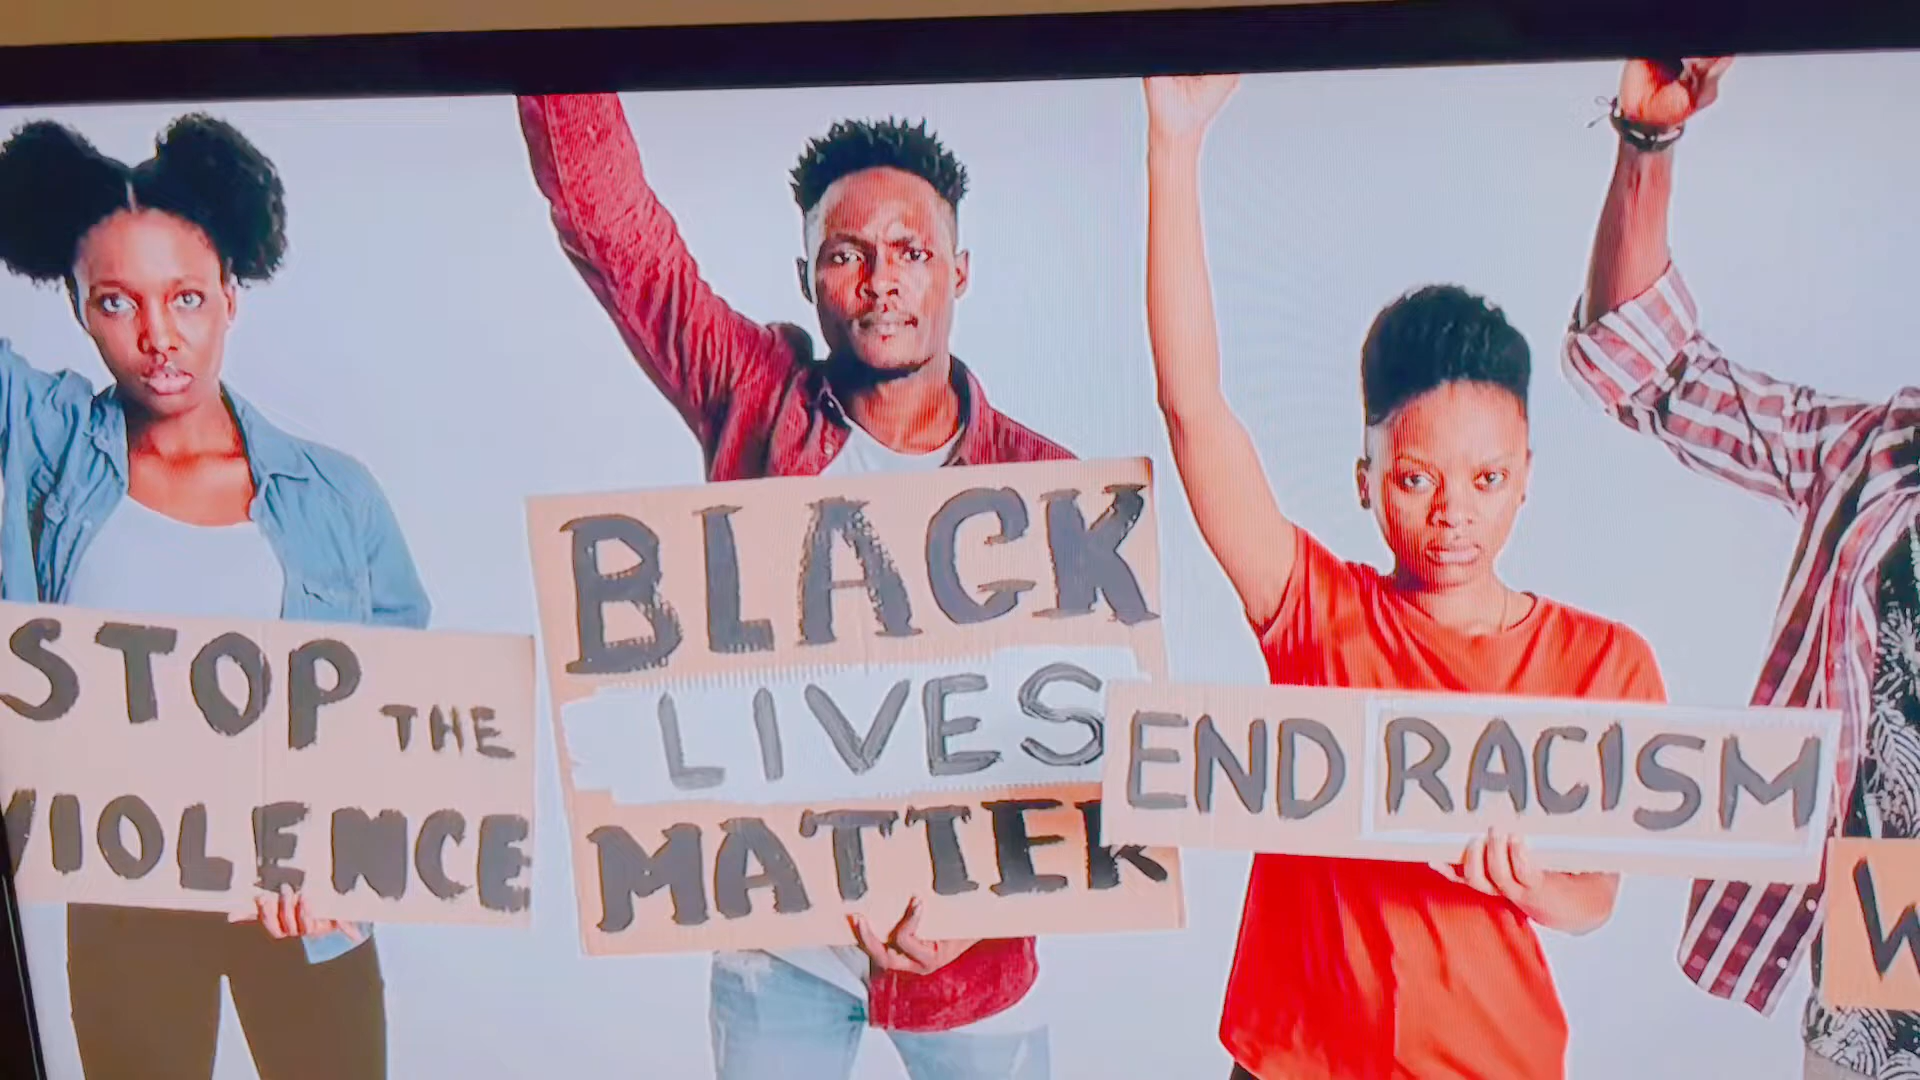 STOP THE
VIOLENCE
BLACK
LIVES
MATTER
END RACISM
W